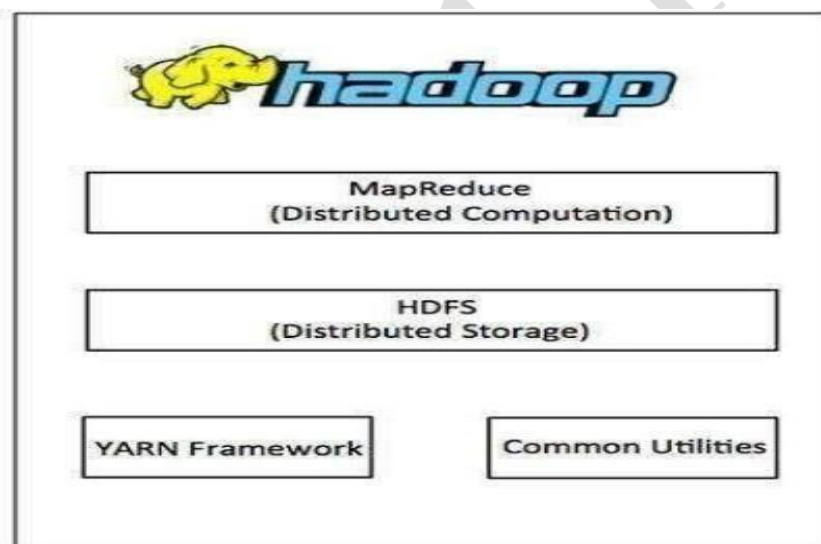 hadoop
MapReduce
(Distributed Computation)
HDFS
(Distributed Storage)
YARN Framework
Common Utilities